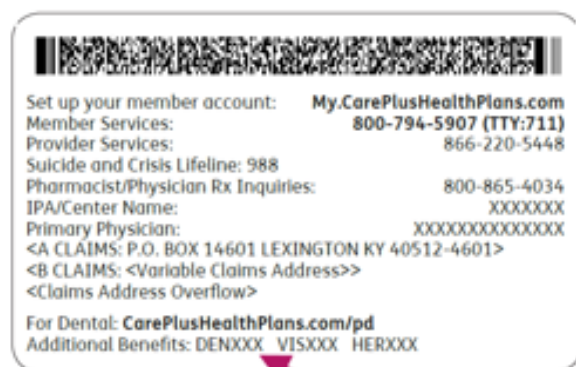 Set up your member account: My.CarePlusHealthPlans.com
Member Services: 800-794-5907 (TTY:711)
Provider Services: 866-220-5448
Suicide and Crisis Lifeline: 988
Pharmacist/Physician Rx Inquiries: 800-865-4034
IPA/Center Name: XXXXXXX
Primary Physician: XXXXXXXXXXXXXX
<A CLAIMS: P.O. BOX 14601 LEXINGTON KY 40512-4601>
<B CLAIMS: <Variable Claims Address>>
<Claims Address Overflow>
For Dental: CarePlusHealthPlans.com/pd
Additional Benefits: DENXXX VISXXX HERXXX